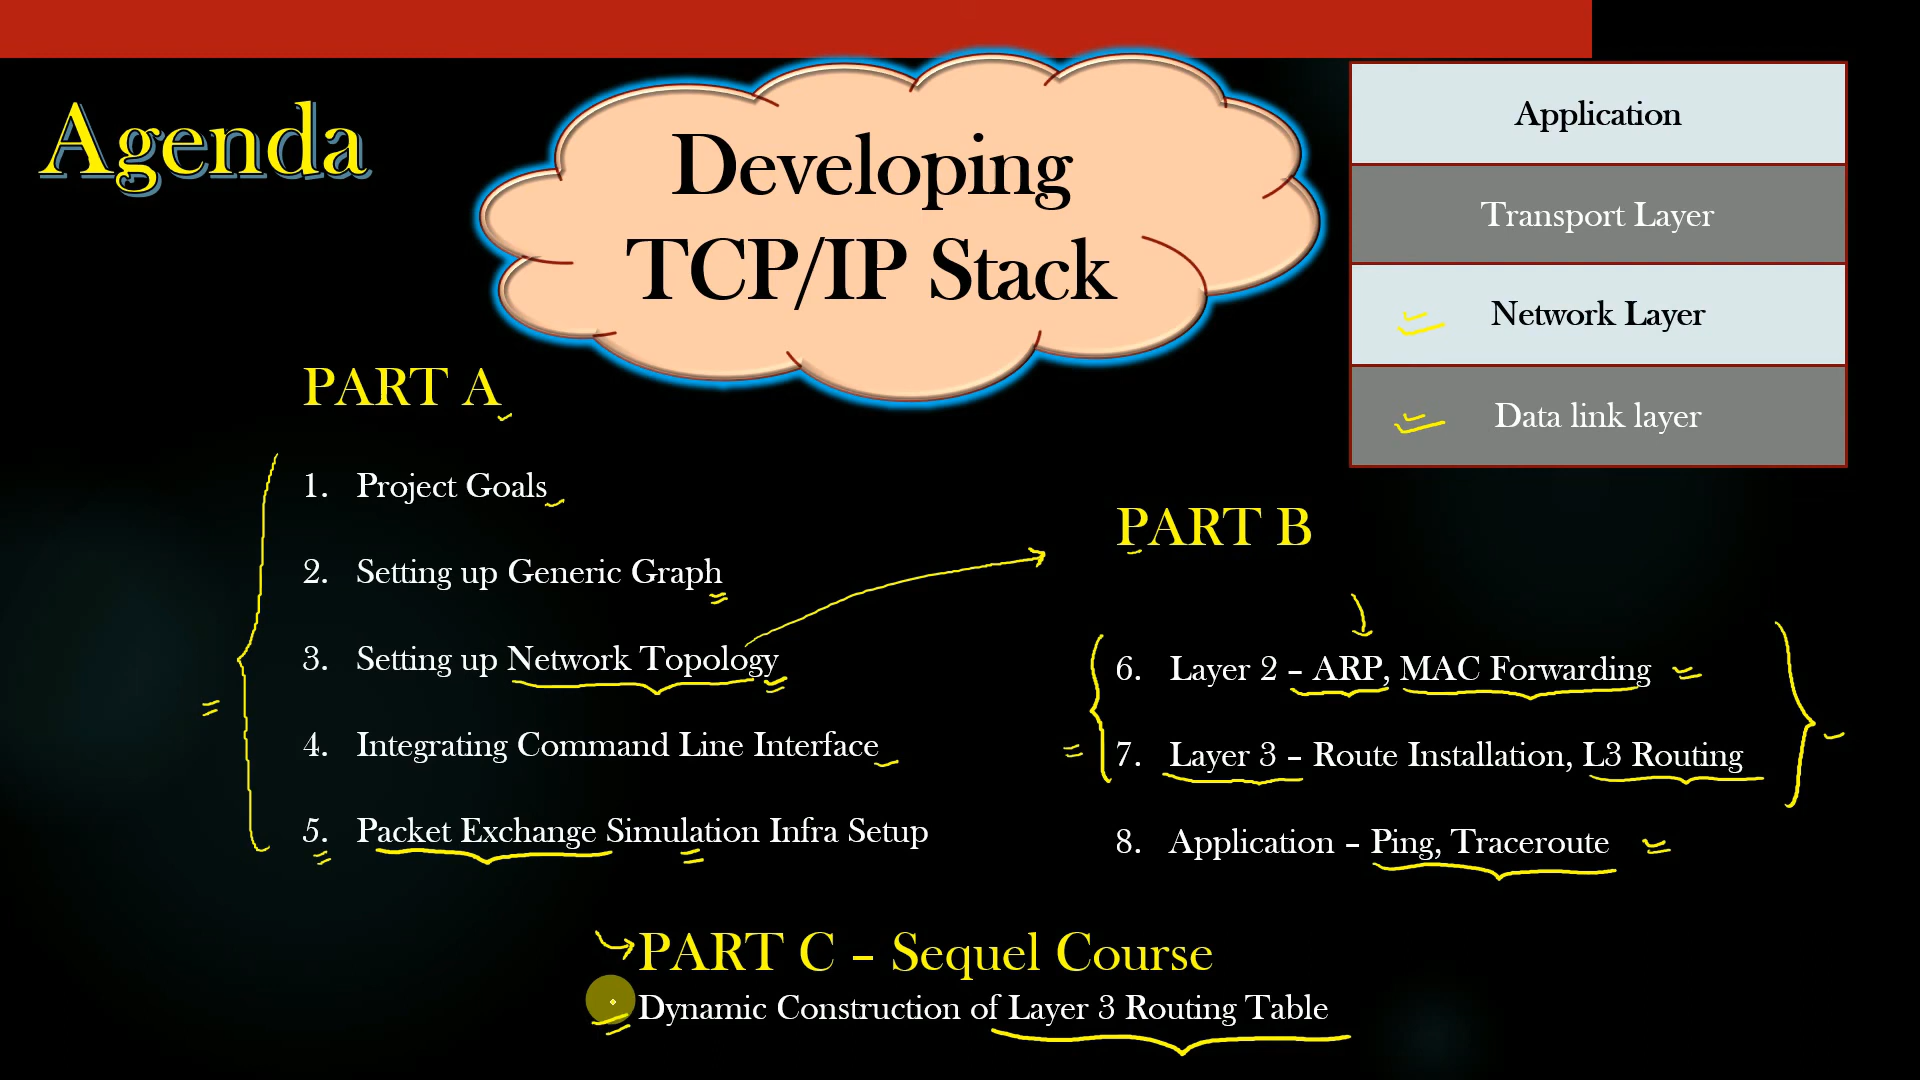 Agenda
Developing
TCP/IP Stack
Application
Transport Layer
Network Layer
Data link layer
PART A
1. Project Goals
2. Setting up Generic Graph
3. Setting up Network Topology
4. Integrating Command Line Interface
5. Packet Exchange Simulation Infra Setup
PART B
6. Layer 2 – ARP, MAC Forwarding
7. Layer 3 – Route Installation, L3 Routing
8. Application – Ping, Traceroute
PART C – Sequel Course
Dynamic Construction of Layer 3 Routing Table